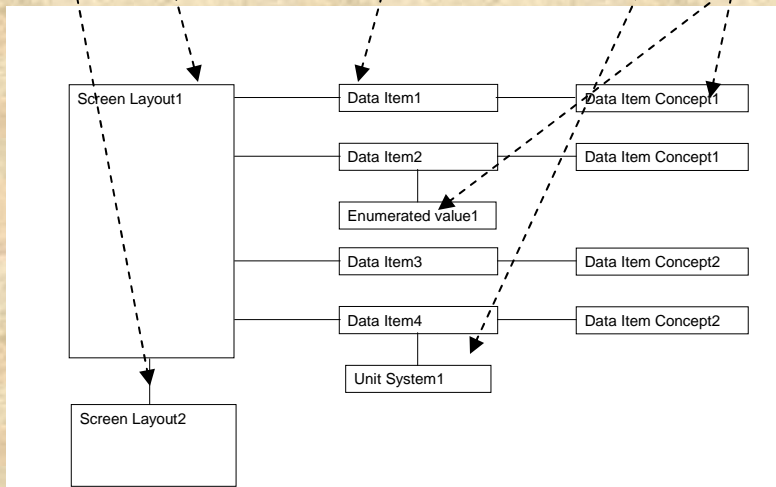 Screen Layout1
Data Item1
Data Item Concept1
Data Item2
Data Item Concept1
Enumerated value1
Data Item3
Data Item Concept2
Data Item4
Data Item Concept2
Unit System1
Screen Layout2